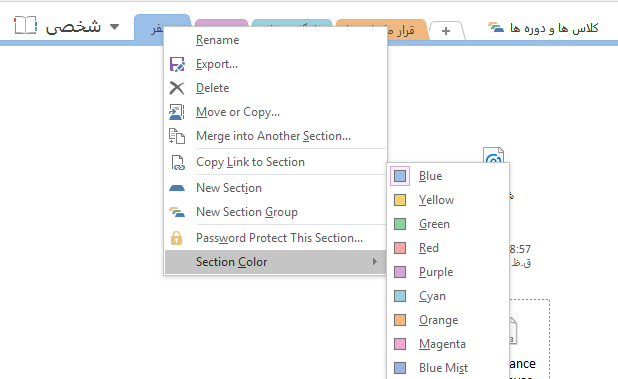 شخصی
قرار
+
کلاس ها و دوره ها
Rename
Export...
Delete
Move or Copy...
Merge into Another Section...
Copy Link to Section
New Section
New Section Group
Password Protect This Section...
Section Color
Blue
Yellow
Green
Red
Purple
Cyan
Orange
Magenta
Blue Mist
8:57
ق.ظ
ance